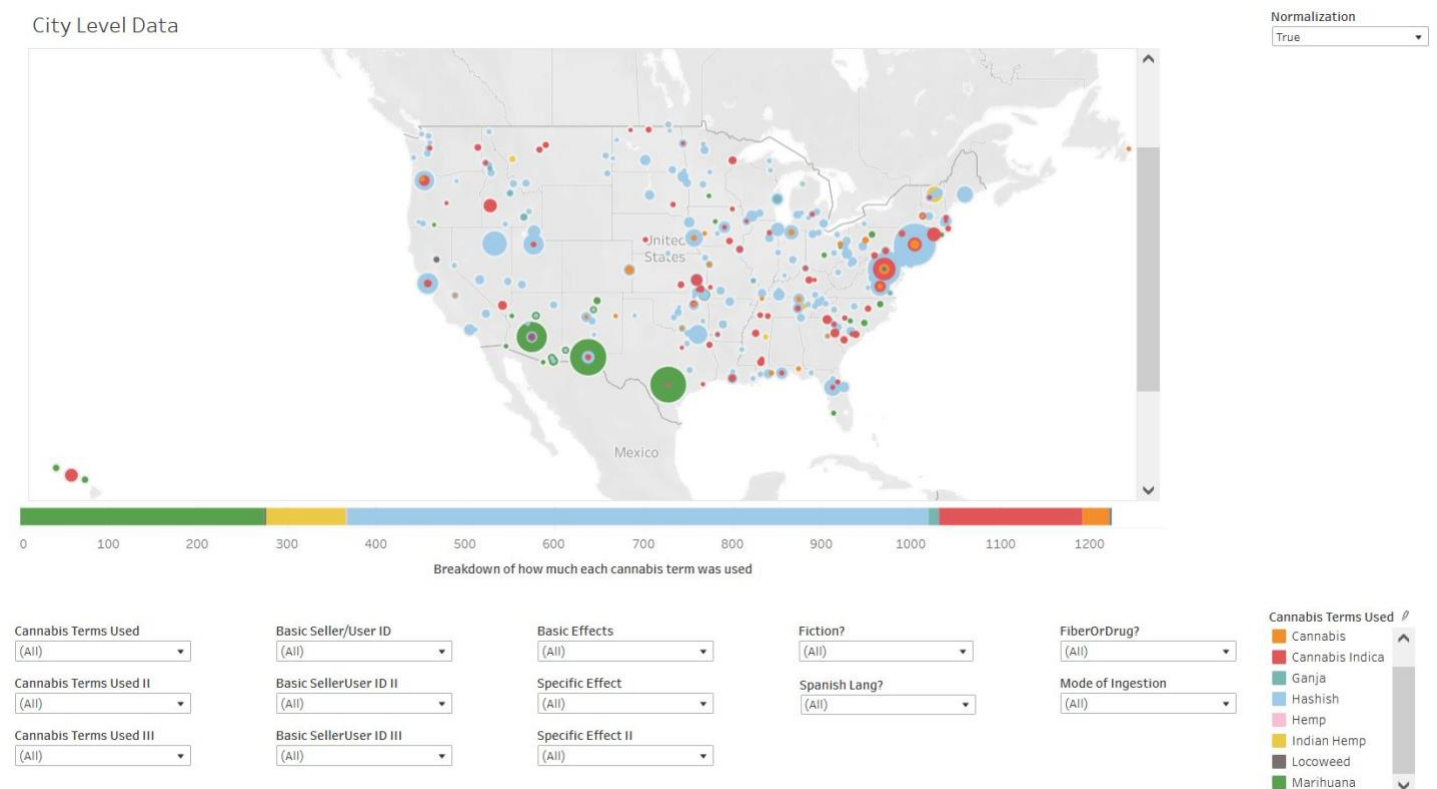 City Level Data
Normalization
True
United
States
Mexico
0 100 200 300 400 500 600 700 800 900 1000 1100 1200
Breakdown of how much each cannabis term was used
Cannabis Terms Used
(All)
Basic Seller/User ID
(All)
Basic Effects
(All)
Fiction?
(All)
FiberOrDrug?
(All)
Cannabis Terms Used II
(All)
Basic SellerUser ID II
(All)
Specific Effect
(All)
Spanish Lang?
(All)
Mode of Ingestion
(All)
Cannabis Terms Used III
(All)
Basic SellerUser ID III
(All)
Specific Effect II
(All)
Cannabis Terms Used
Cannabis
Cannabis Indica
Ganja
Hashish
Hemp
Indian Hemp
Locoweed
Marihuana